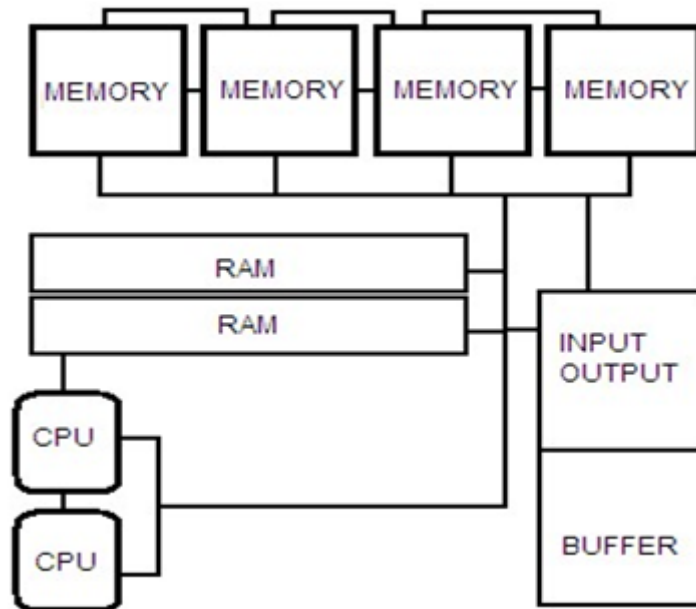 MEMORY MEMORY MEMORY MEMORY
RAM
RAM
INPUT
OUTPUT
CPU
CPU
BUFFER